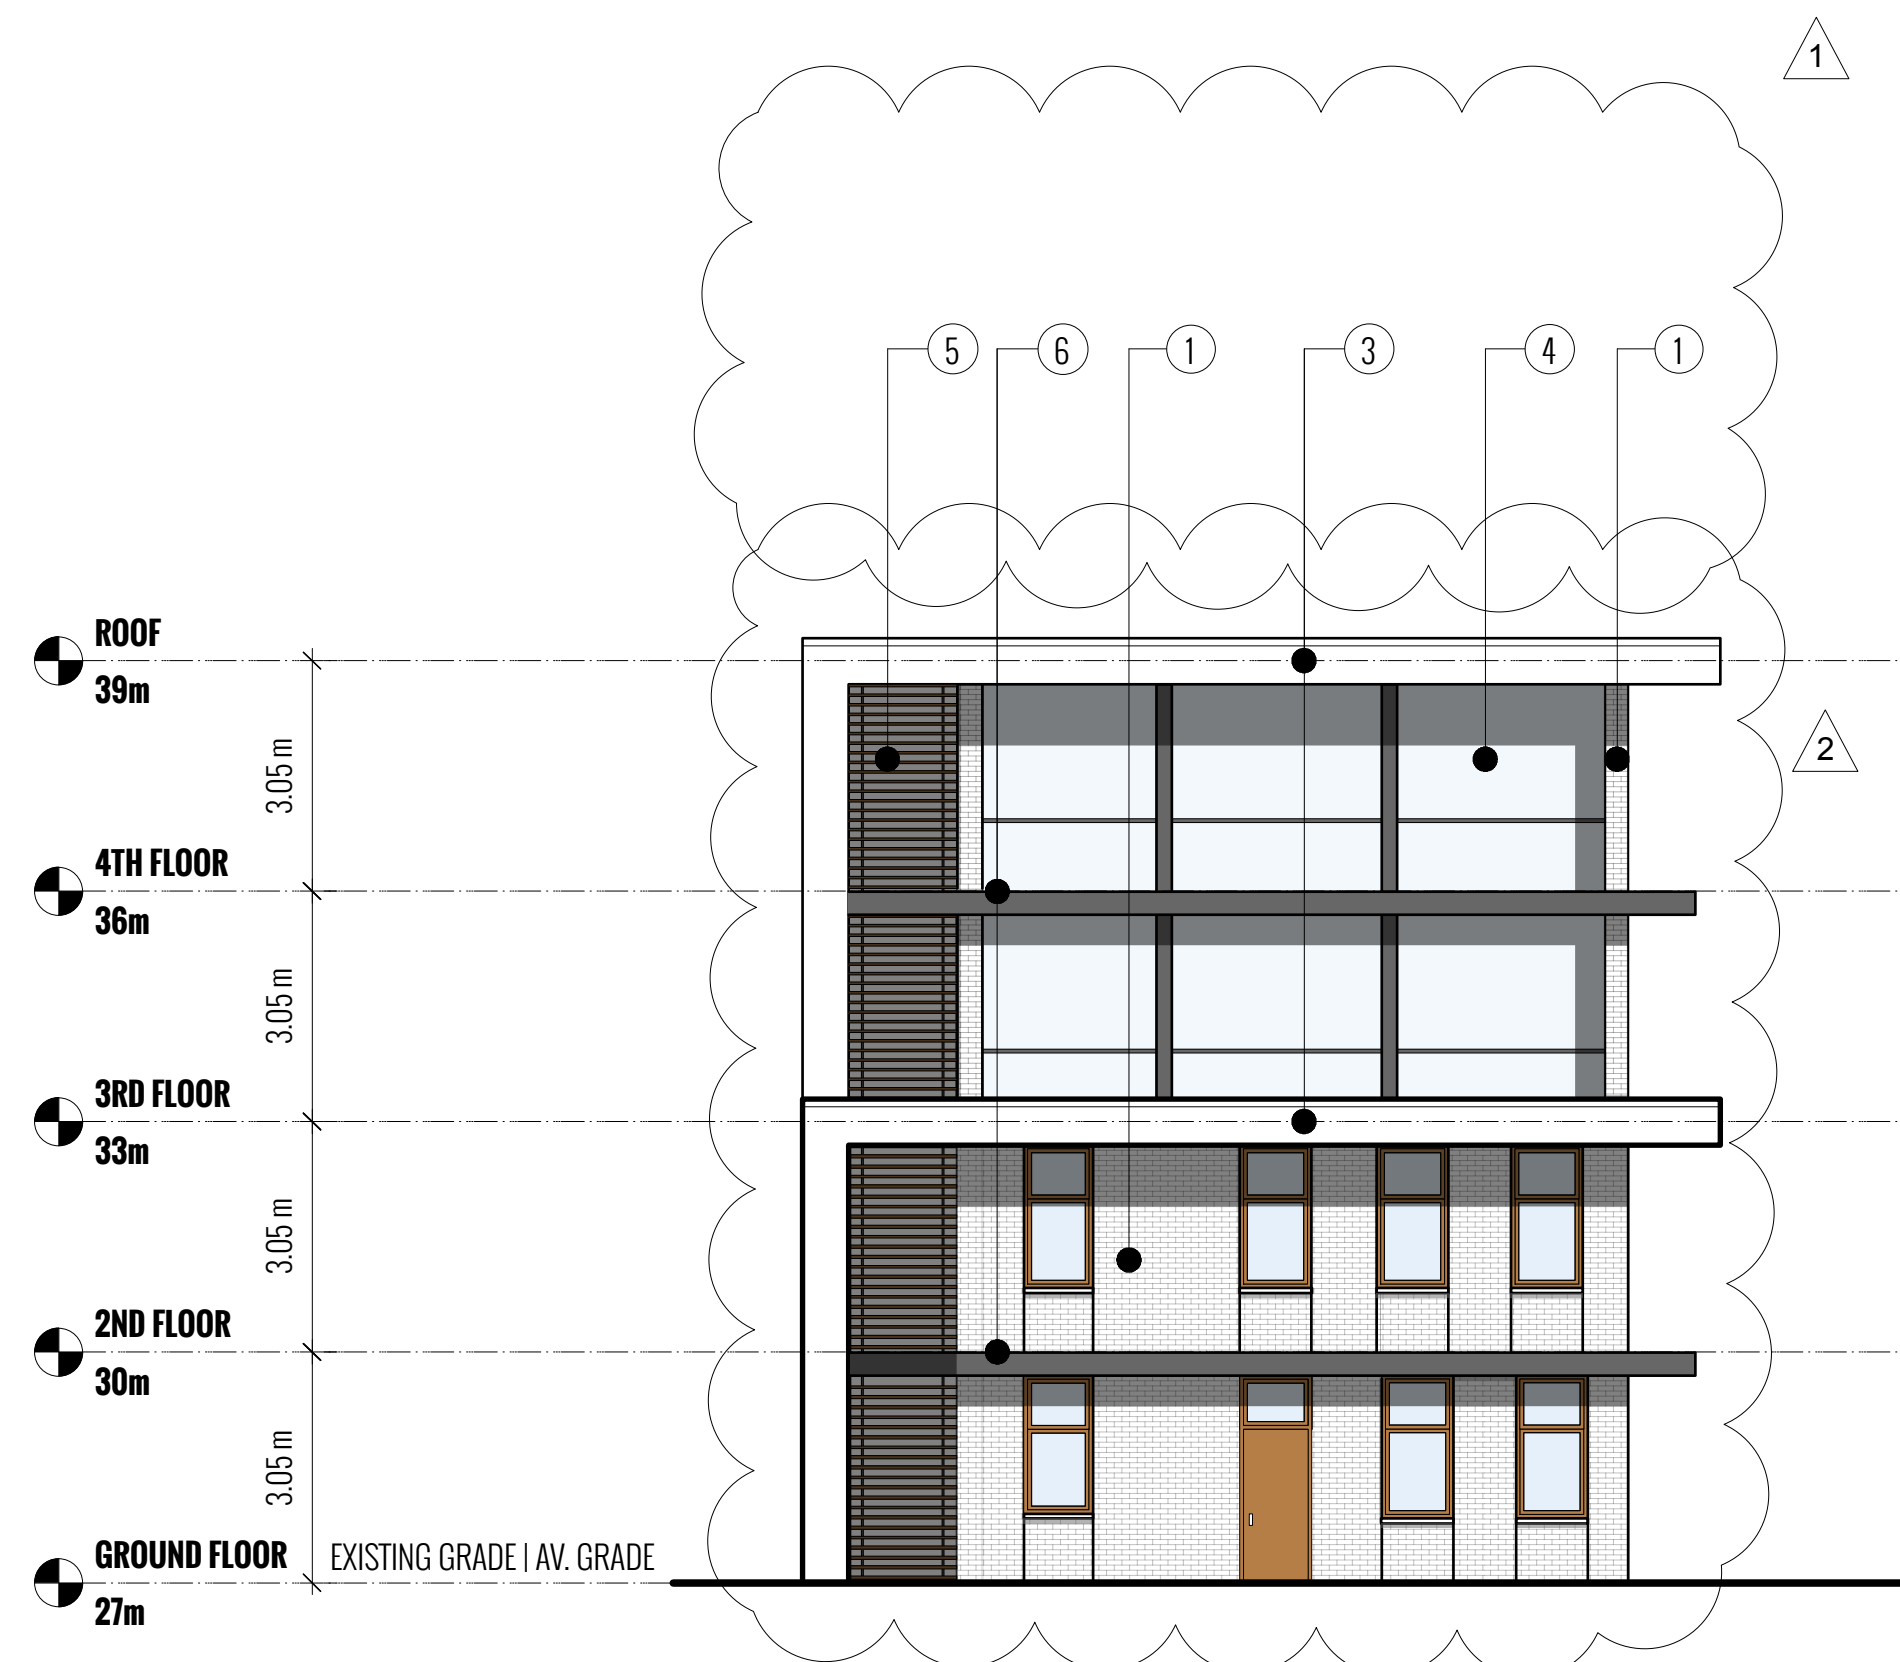 1
5
6
1
3
4
1
ROOF
39m
2
3.05 m
4TH FLOOR
36m
3.05 m
3RD FLOOR
33m
3.05 m
2ND FLOOR
30m
3.05 m
GROUND FLOOR
EXISTING GRADE | AV. GRADE
27m